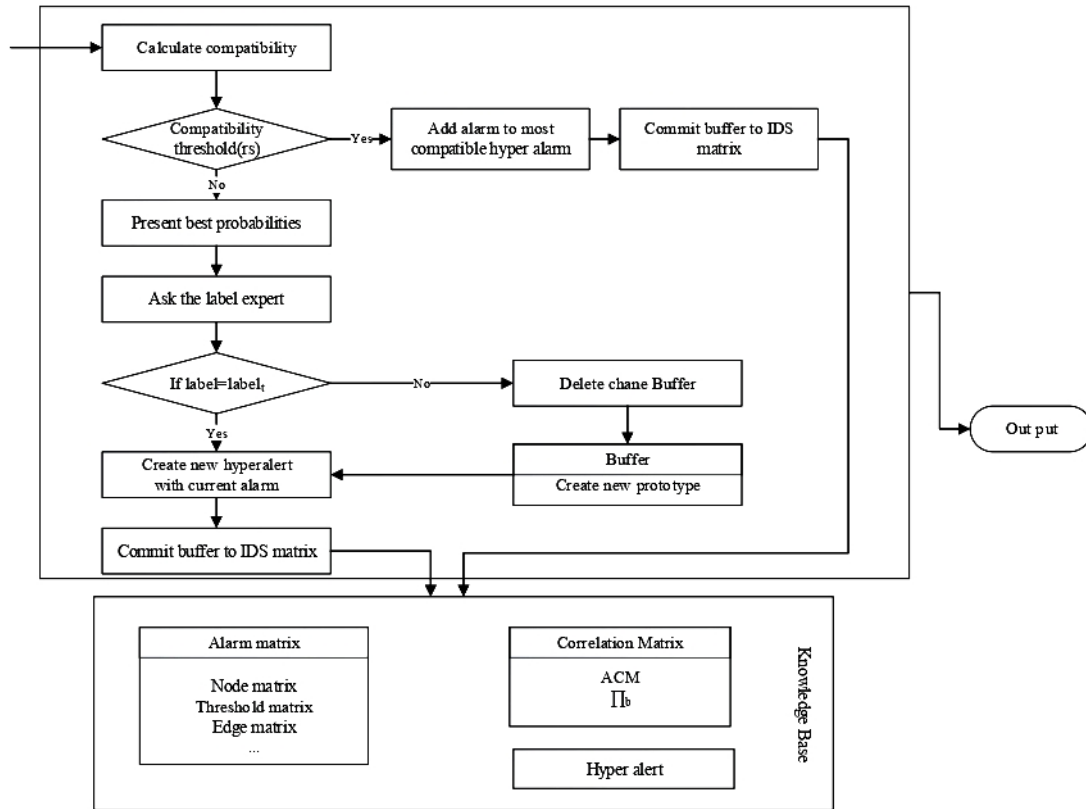 Calculate compatibility
Compatibility
threshold(rs)
Yes
Add alarm to most
compatible hyper alarm
Commit buffer to IDS
matrix
No
Present best probabilities
Ask the label expert
If label=labelₜ
No
Delete chane Buffer
Yes
Buffer
Create new prototype
Create new hyperalert
with current alarm
Commit buffer to IDS matrix
Out put
Alarm matrix
Node matrix
Threshold matrix
Edge matrix
...
Correlation Matrix
ACM
∏b
Hyper alert
Knowledge Base